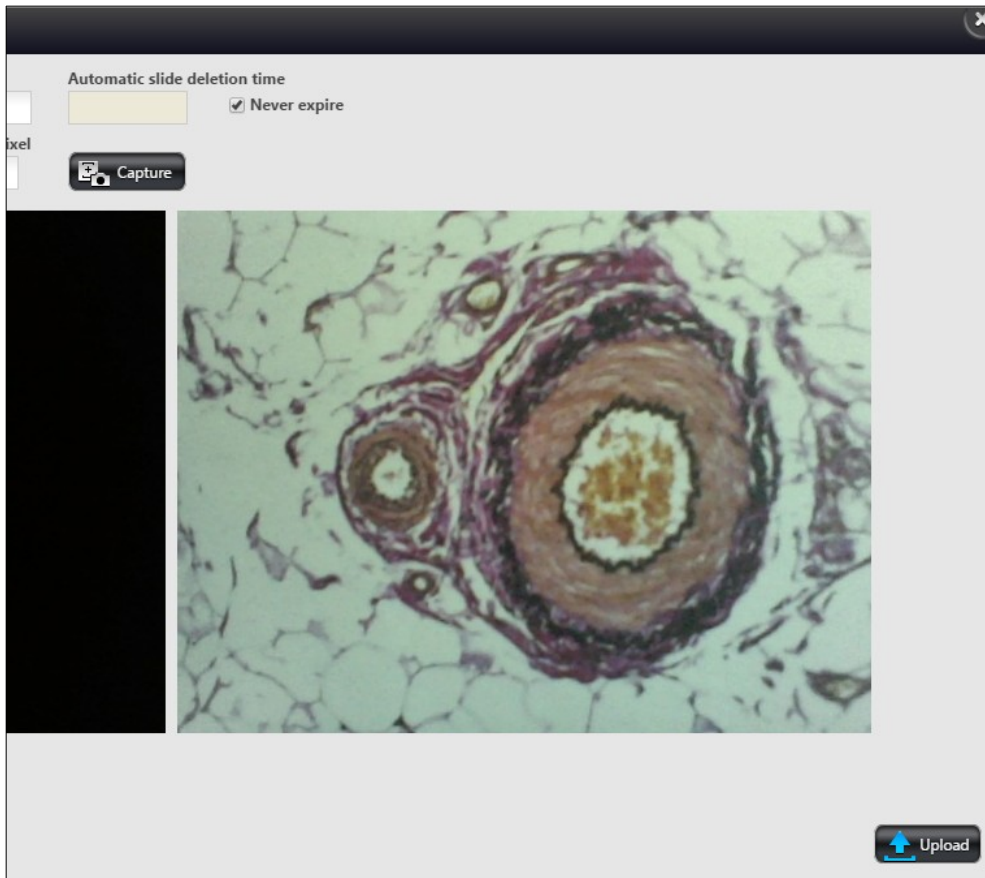 Automatic slide deletion time
Never expire
ixel
Capture
Upload